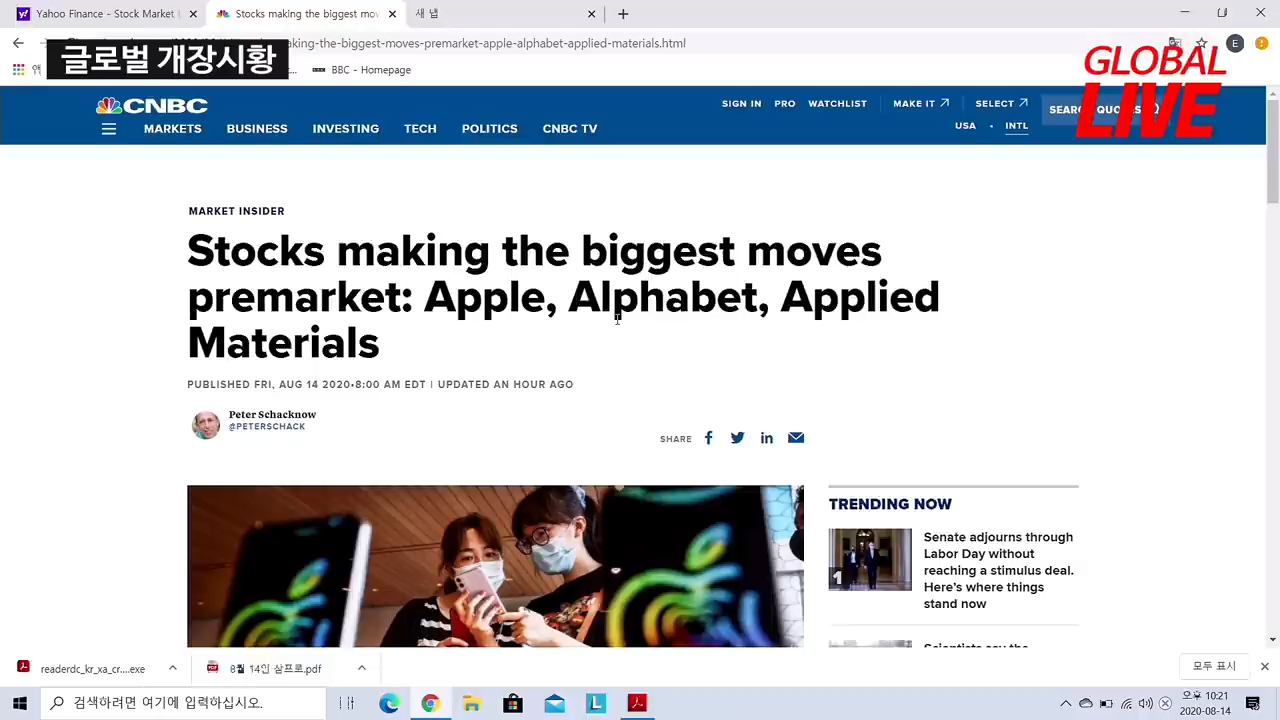 Yahoo Finance - Stock Market
Stocks making the biggest mov
새 탭
aking-the-biggest-moves-premarket-apple-alphabet-applied-materials.html
E
글로벌 개장시황
BBC - Homepage
GLOBAL
LIVE
CNBC
SIGN IN PRO WATCHLIST MAKE IT SELECT
USA • INTL
MARKETS BUSINESS INVESTING TECH POLITICS CNBC TV
MARKET INSIDER
Stocks making the biggest moves
premarket: Apple, Alphabet, Applied
Materials
PUBLISHED FRI, AUG 14 2020•8:00 AM EDT | UPDATED AN HOUR AGO
Peter Schacknow
@PETERSCHACK
SHARE
TRENDING NOW
1
Senate adjourns through
Labor Day without
reaching a stimulus deal.
Here's where things
stand now
readerdc_kr_xa_cr....exe
8월 14인 삼프로.pdf
모두 표시
검색하려면 여기에 입력하십시오.
오후 10:21
2020-08-14